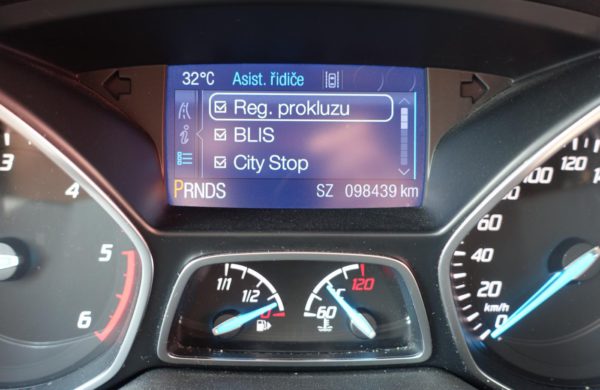 32°C Asist. řidiče
Reg. prokluzu
BLIS
City Stop
PRNDS SZ 098439 km
3
4
5
6
1/1
1/2
0
60
°C
120
0
20
40
60
80
100
120
km/h